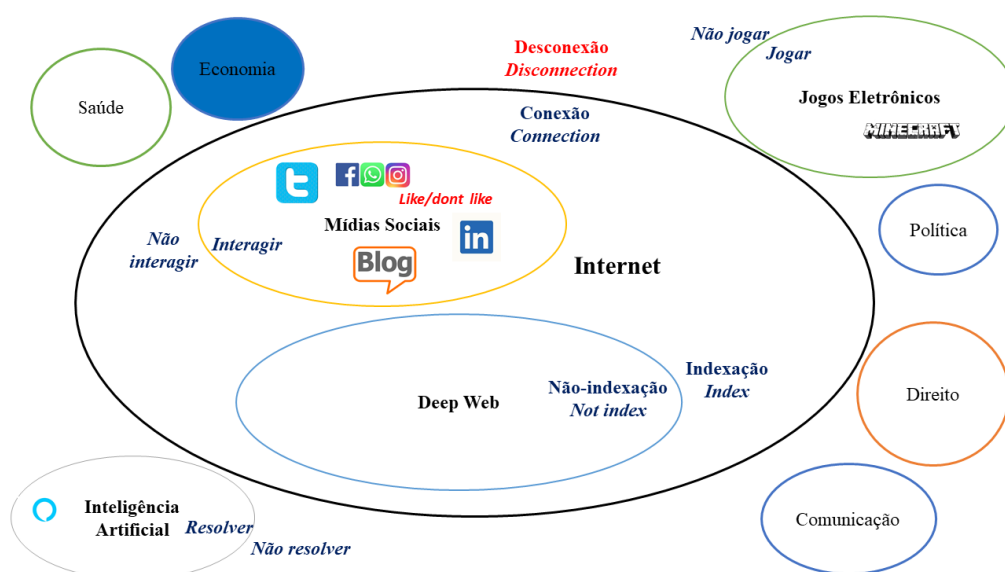 Economia
Saúde
Desconexão
Disconnection
Não jogar
Jogar
Jogos Eletrônicos
MINECRAFT
Conexão
Connection
Like/dont like
Mídias Sociais
in
Blog
Não
interagir
Interagir
Internet
Política
Deep Web
Não-indexação
Not index
Indexação
Index
Direito
Inteligência
Artificial
Resolver
Não resolver
Comunicação